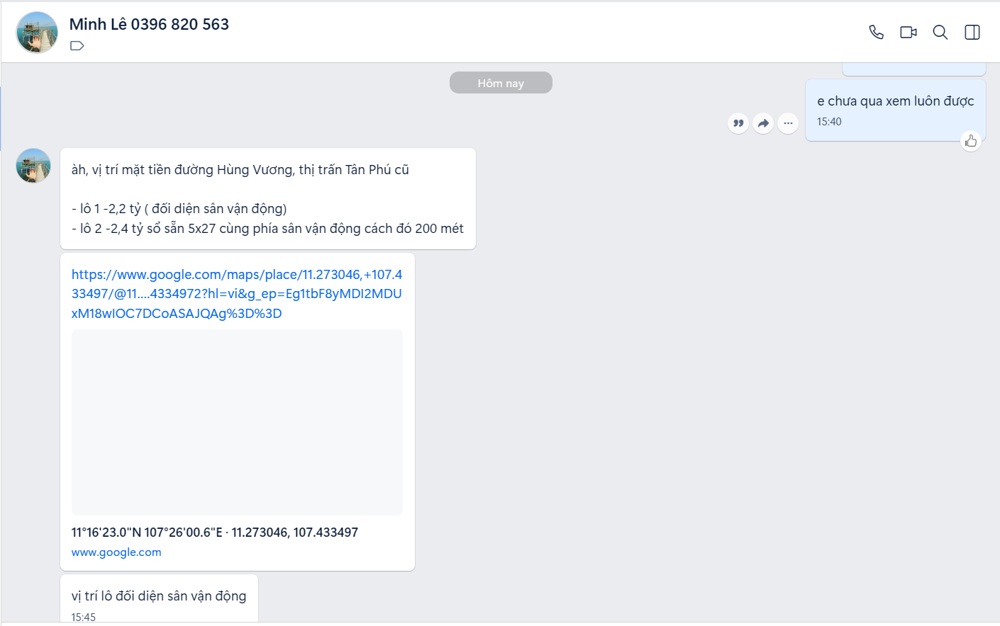 Minh Lê 0396 820 563
Hôm nay
e chưa qua xem luôn được
15:40
àh, vị trí mặt tiền đường Hùng Vương, thị trấn Tân Phú cũ
- lô 1 -2,2 tỷ ( đối diện sân vận động)
- lô 2 -2,4 tỷ sổ sẵn 5x27 cùng phía sân vận động cách đó 200 mét
https://www.google.com/maps/place/11.273046,+107.4
33497/@11....4334972?hl=vi&g_ep=Eg1tbF8yMDI2MDU
xM18wIOC7DCoASAJQAg%3D%3D
11°16'23.0"N 107°26'00.6"E · 11.273046, 107.433497
www.google.com
vị trí lô đối diện sân vận động
15:45